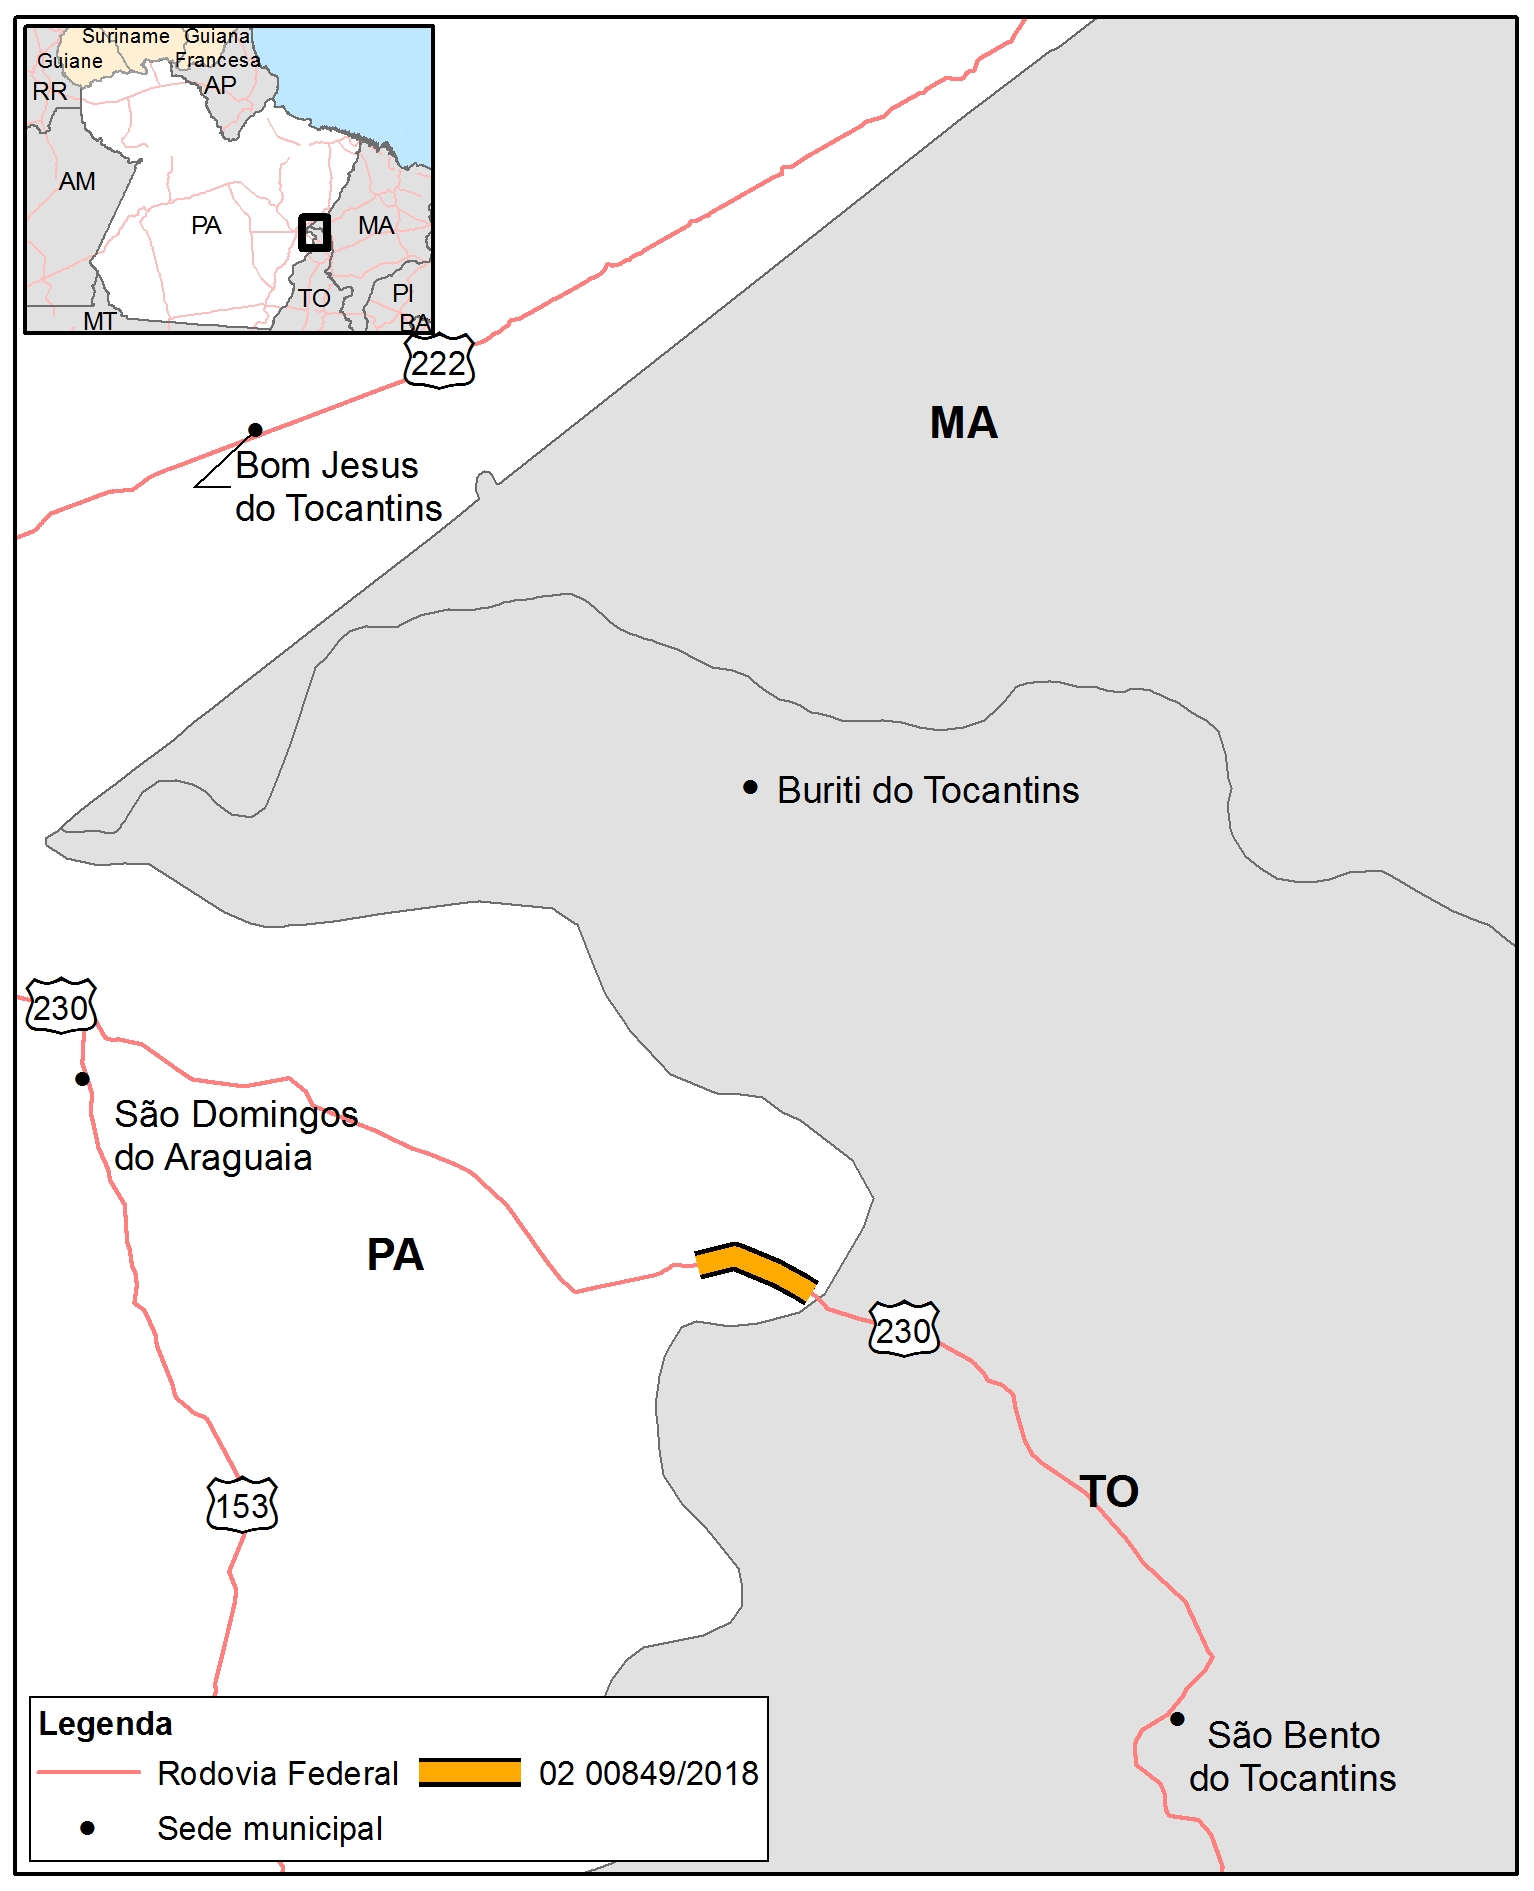 Suriname
Guiana
Guiane
Francesa
RR
AP
AM
PA
MA
TO
PI
MT
BA
222
Bom Jesus
do Tocantins
MA
Buriti do Tocantins
230
São Domingos
do Araguaia
PA
230
TO
153
São Bento
do Tocantins
Legenda
Rodovia Federal
02 00849/2018
Sede municipal